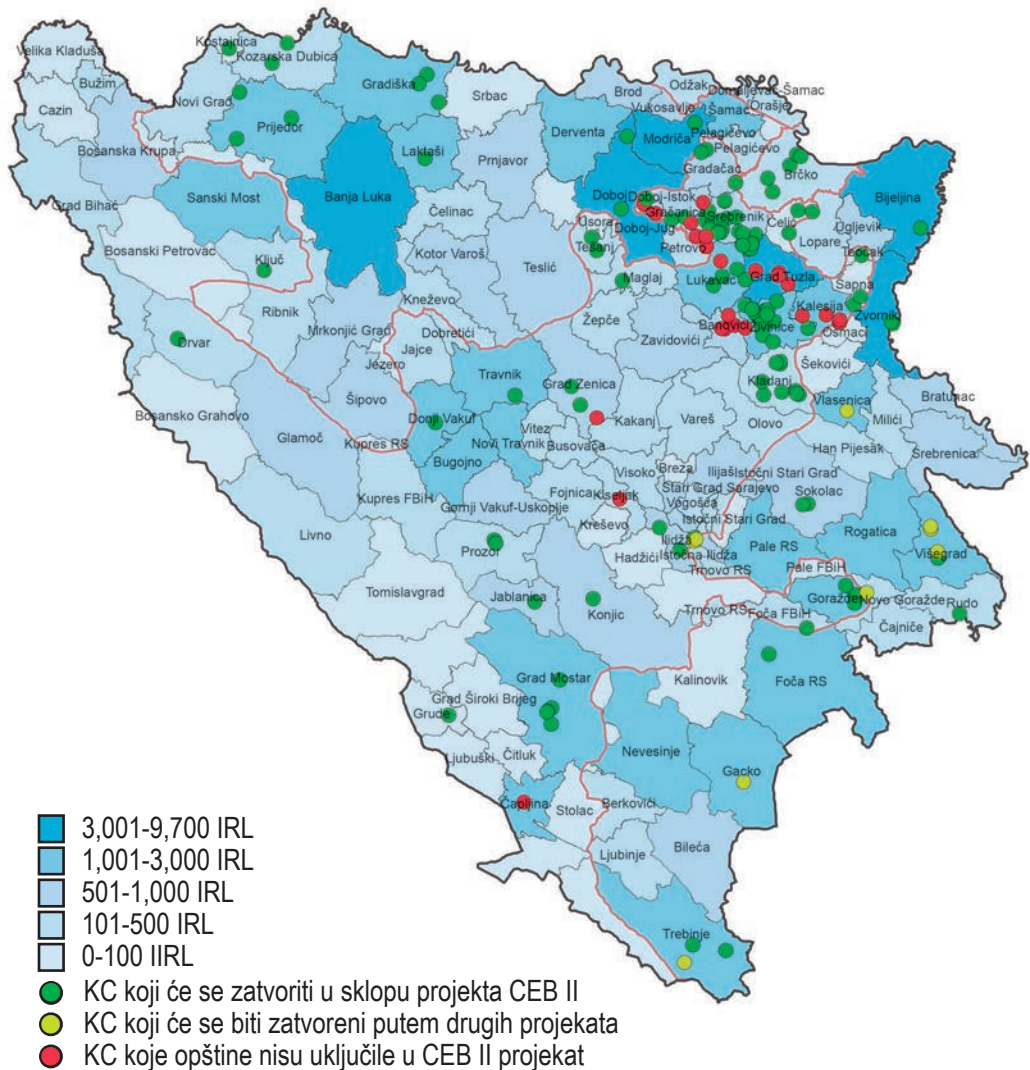 Velika Kladuša
Bužim
Cazin
Bosanska Krupa
Grad Bihać
Bosanski Petrovac
Kostajnica
Kozarska Dubica
Novi Grad
Prijedor
Sanski Most
Ključ
Banja Luka
Gradiška
Laktaši
Srbac
Prnjavor
Čelinac
Kotor Varoš
Teslić
Kneževo
Dobretići
Ribnik
Mrkonjić Grad
Jezero
Jajce
Drvar
Bosansko Grahovo
Glamoč
Šipovo
Kupres RS
Kupres FBiH
Donji Vakuf
Bugojno
Travnik
Novi Travnik
Vitez
Busovača
Grad Zenica
Kakanj
Žepče
Zavidovići
Maglaj
Tešanj
Usora
Derventa
Brod
Vukosavlje
Modriča
Odžak
Domaljevac-Šamac
Šamac
Orašje
Pelagićevo
Pelagićevo
Gradačac
Brčko
Doboj
Doboj-Istok
Gračanica
Doboj-Jug
Petrovo
Srebrenik
Čelić
Lopare
Ugljevik
Bijeljina
Teočak
Sapna
Zvornik
Lukavac
Grad Tuzla
Banovići
Živinice
Kalesija
Osmaci
Šekovići
Kladanj
Vlasenica
Milići
Bratunac
Srebrenica
Olovo
Vareš
Han Pijesak
Visoko
Breza
Ilijaš
Istočni Stari Grad
Stari Grad Sarajevo
Vogošća
Sokolac
Istočni Stari Grad
Fojnica
Kiseljak
Kreševo
Gornji Vakuf-Uskoplje
Ilidža
Istočna Ilidža
Hadžići
Trnovo RS
Pale RS
Rogatica
Višegrad
Pale FBiH
Goražde
Novo Goražde
Rudo
Čajniče
Foča FBiH
Trnovo RS
Foča RS
Kalinovik
Livno
Prozor
Tomislavgrad
Jablanica
Konjic
Grad Mostar
Grad Široki Brijeg
Grude
Ljubuški
Čitluk
Čapljina
Stolac
Nevesinje
Gacko
Berkovići
Ljubinje
Bileća
Trebinje
3,001-9,700 IRL
1,001-3,000 IRL
501-1,000 IRL
101-500 IRL
0-100 IIRL
KC koji će se zatvoriti u sklopu projekta CEB II
KC koji će se biti zatvoreni putem drugih projekata
KC koje opštine nisu uključile u CEB II projekat